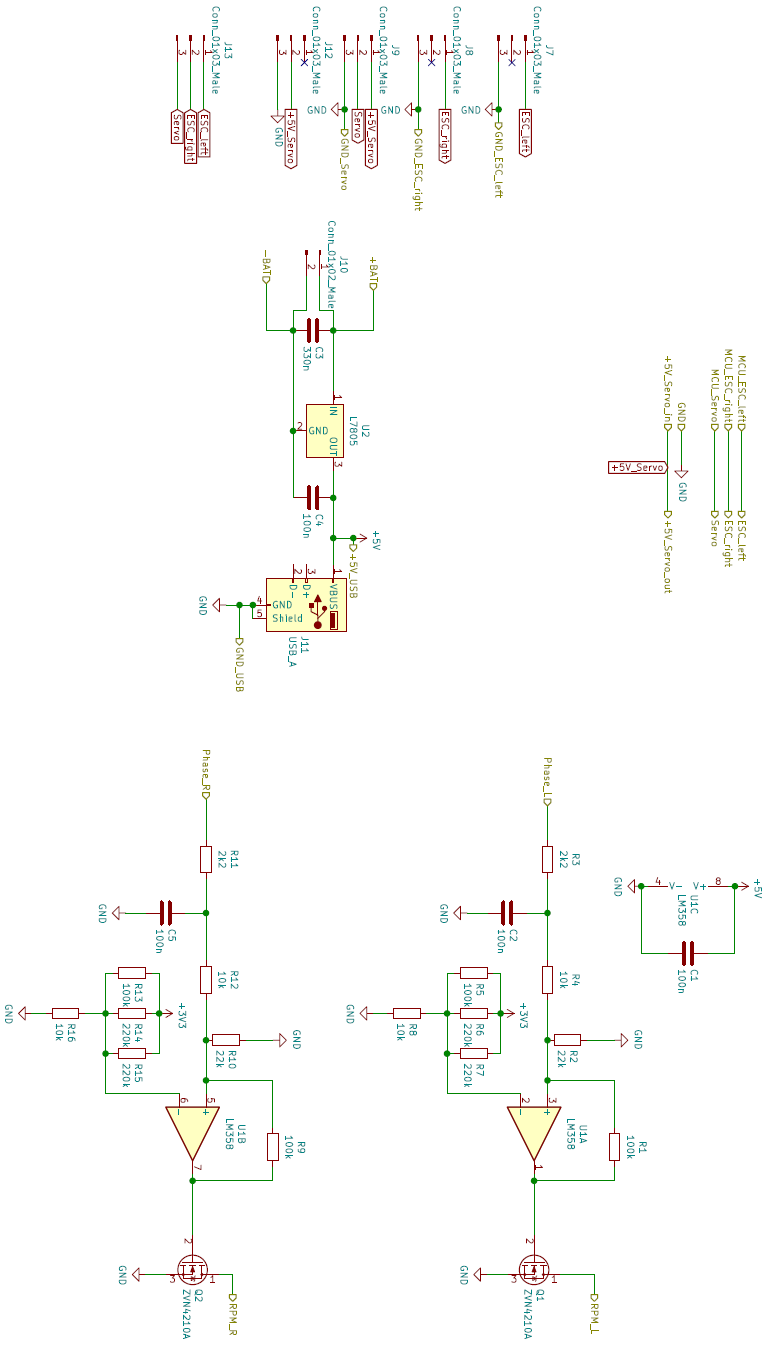 J7
Conn_01x03_Male
1
2
3
ESC_left
GND
GND_ESC_left
J8
Conn_01x03_Male
1
2
3
ESC_right
GND
GND_ESC_right
J9
Conn_01x03_Male
1
2
3
+5V_Servo
Servo
GND
GND_Servo
J12
Conn_01x03_Male
1
2
3
+5V_Servo
GND
J13
Conn_01x03_Male
1
2
3
ESC_left
ESC_right
Servo
MCU_ESC_left
ESC_left
MCU_ESC_right
ESC_right
MCU_Servo
Servo
GND
GND
+5V_Servo_in
+5V_Servo
+5V_Servo_out
+BAT
J10
Conn_01x02_Male
1
2
-BAT
C3
330n
U2
L7805
1
IN
OUT
3
GND
2
C4
100n
+5V
+5V_USB
1
VBUS
3
D+
2
D-
GND
4
Shield
5
J11
USB_A
GND
GND_USB
+5V
8
V+
V-
4
U1C
LM358
C1
100n
GND
Phase_L
R3
2k2
C2
100n
GND
R4
10k
R2
22k
GND
R5
100k
R6
220k
R7
220k
+3V3
R8
10k
GND
R1
100k
3
+
2
-
1
U1A
LM358
2
1
3
Q1
ZVN4210A
GND
RPM_L
Phase_R
R11
2k2
C5
100n
GND
R12
10k
R10
22k
GND
R13
100k
R14
220k
R15
220k
+3V3
R16
10k
GND
R9
100k
5
+
6
-
7
U1B
LM358
2
1
3
Q2
ZVN4210A
GND
RPM_R